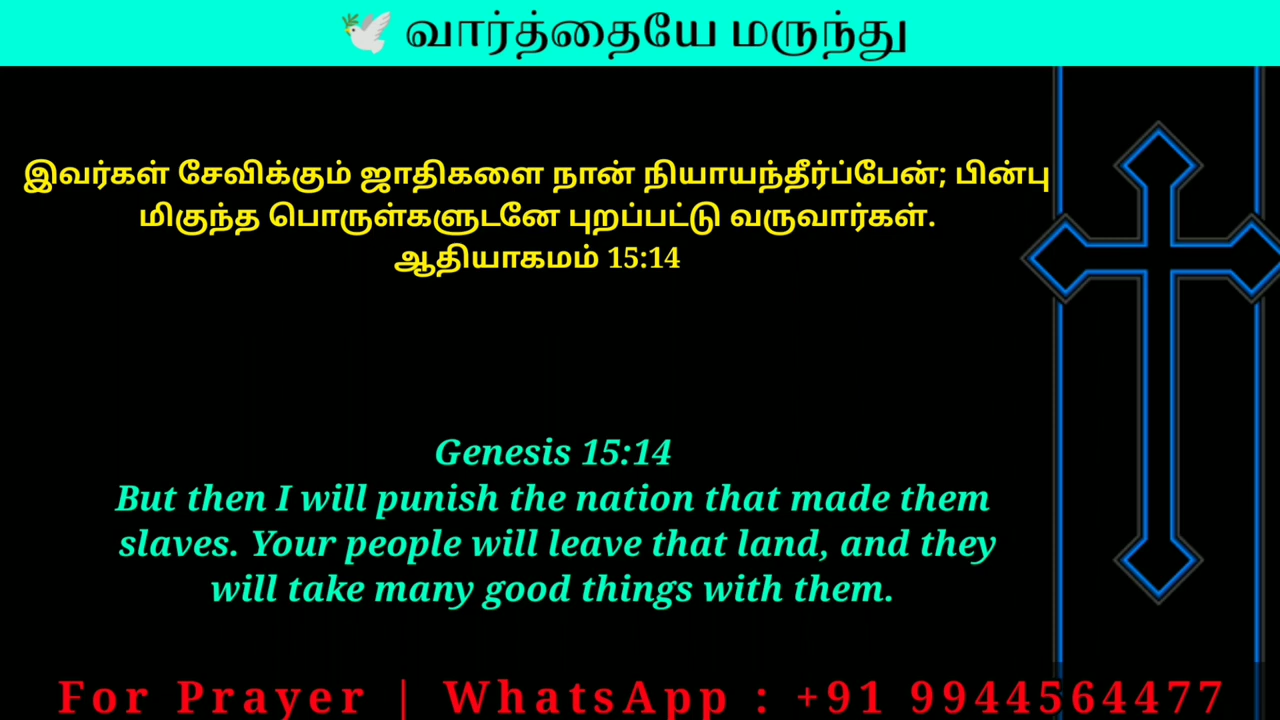 🕊️ வார்த்தையே மருந்து
இவர்கள் சேவிக்கும் ஜாதிகளை நான் நியாயந்தீர்ப்பேன்; பின்பு
மிகுந்த பொருள்களுடனே புறப்பட்டு வருவார்கள்.
ஆதியாகமம் 15:14
Genesis 15:14
But then I will punish the nation that made them
slaves. Your people will leave that land, and they
will take many good things with them.
For Prayer | WhatsApp : +91 9944564477